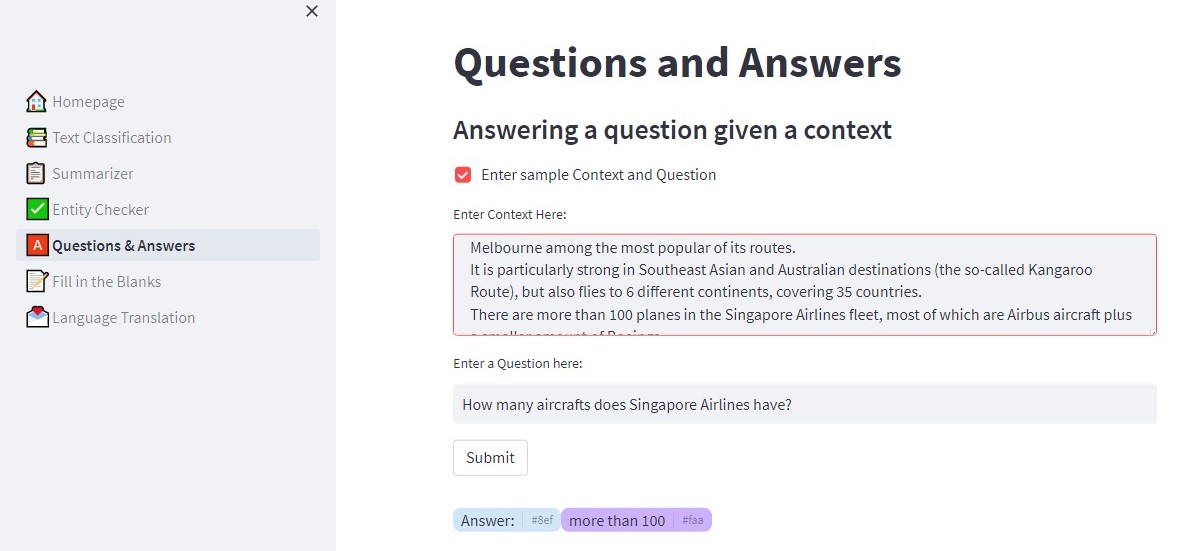 Homepage
Text Classification
Summarizer
Entity Checker
A Questions & Answers
Fill in the Blanks
Language Translation
Questions and Answers
Answering a question given a context
Enter sample Context and Question
Enter Context Here:
Melbourne among the most popular of its routes.
It is particularly strong in Southeast Asian and Australian destinations (the so-called Kangaroo
Route), but also flies to 6 different continents, covering 35 countries.
There are more than 100 planes in the Singapore Airlines fleet, most of which are Airbus aircraft plus
a smaller amount of Boeings
Enter a Question here:
How many aircrafts does Singapore Airlines have?
Submit
Answer: #8ef more than 100 #faa